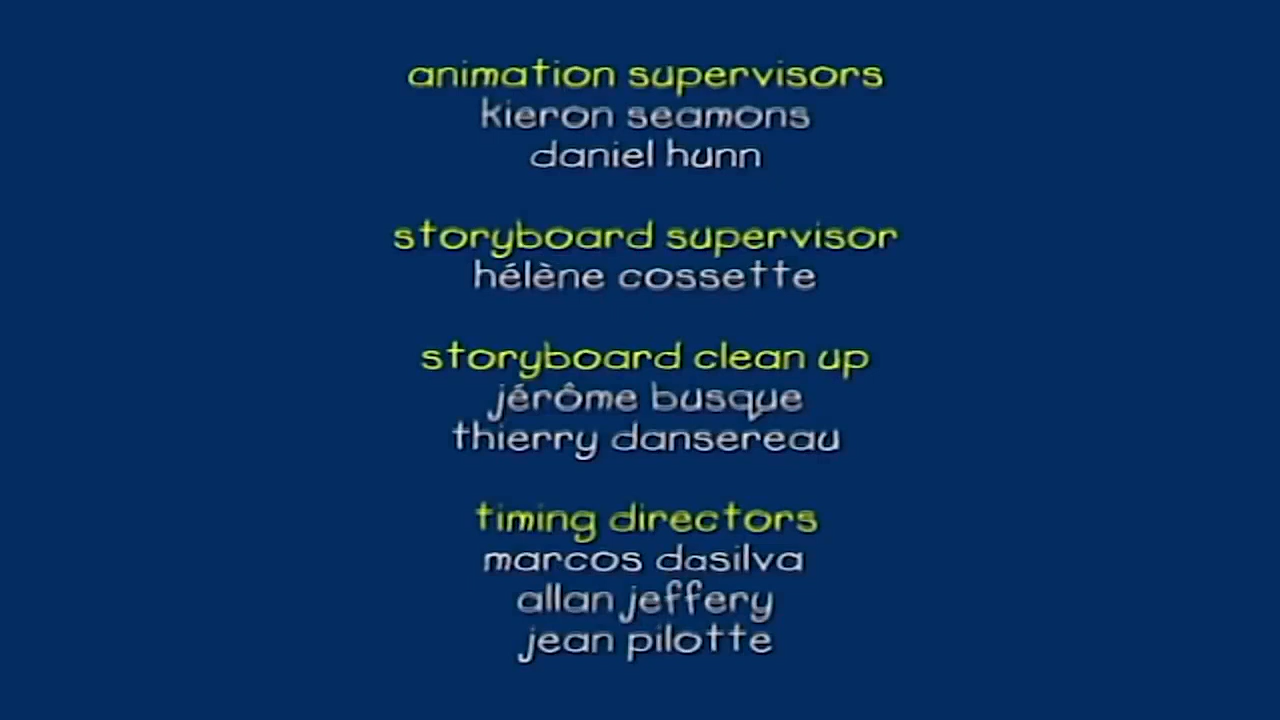 animation supervisors
kieron seamons
daniel hunn
storyboard supervisor
hélène cossette
storyboard clean up
jérôme busque
thierry dansereau
timing directors
marcos dasilva
allan jeffery
jean pilotte